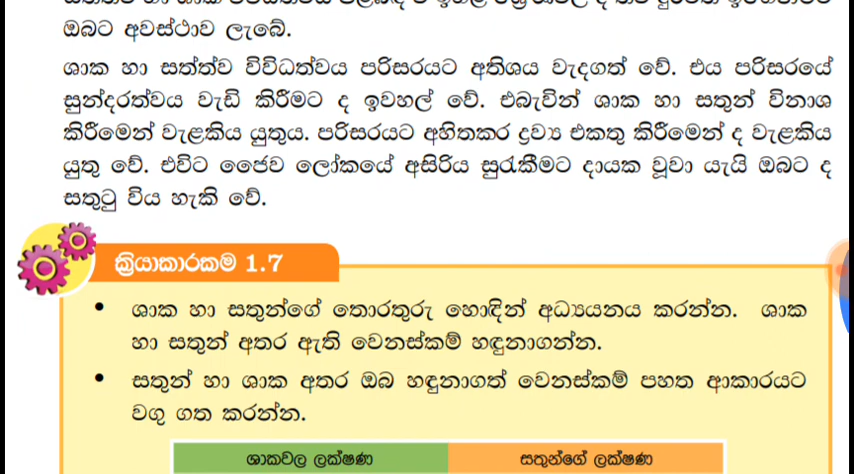 ඔබට අවස්ථාව ලැබේ.
ශාක හා සත්ත්ව විවිධත්වය පරිසරයට අතිශය වැදගත් වේ. එය පරිසරයේ
සුන්දරත්වය වැඩි කිරීමට ද ඉවහල් වේ. එබැවින් ශාක හා සතුන් විනාශ
කිරීමෙන් වැළකිය යුතුය. පරිසරයට අහිතකර ද්‍රව්‍ය එකතු කිරීමෙන් ද වැළකිය
යුතු වේ. එවිට ජෛව ලෝකයේ අසිරිය සුරැකීමට දායක වූවා යැයි ඔබට ද
සතුටු විය හැකි වේ.
ක්‍රියාකාරකම 1.7
• ශාක හා සතුන්ගේ තොරතුරු හොඳින් අධ්‍යයනය කරන්න. ශාක
හා සතුන් අතර ඇති වෙනස්කම් හඳුනාගන්න.
• සතුන් හා ශාක අතර ඔබ හඳුනාගත් වෙනස්කම් පහත ආකාරයට
වගු ගත කරන්න.
ශාකවල ලක්ෂණ සතුන්ගේ ලක්ෂණ